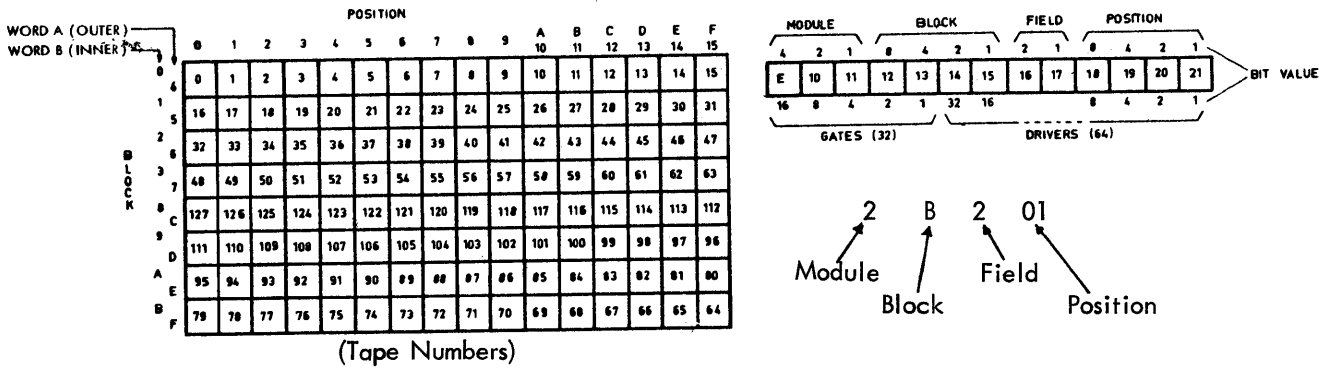 POSITION
WORD A (OUTER)
WORD B (INNER)
0 1 2 3 4 5 6 7 8 9 A B C D E F
10 11 12 13 14 15
0 4 0 1 2 3 4 5 6 7 8 9 10 11 12 13 14 15
1 5 16 17 18 19 20 21 22 23 24 25 26 27 28 29 30 31
2 6 32 33 34 35 36 37 38 39 40 41 42 43 44 45 46 47
3 7 48 49 50 51 52 53 54 55 56 57 58 59 60 61 62 63
8 C 127 126 125 124 123 122 121 120 119 118 117 116 115 114 113 112
9 D 111 110 109 108 107 106 105 104 103 102 101 100 99 98 97 96
A E 95 94 93 92 91 90 89 88 87 86 85 84 83 82 81 80
B F 79 78 77 76 75 74 73 72 71 70 69 68 67 66 65 64
BLOCK
(Tape Numbers)
MODULE BLOCK FIELD POSITION
4 2 1 8 4 2 1 2 1 8 4 2 1
E 10 11 12 13 14 15 16 17 18 19 20 21
BIT VALUE
16 8 4 2 1 32 16 8 4 2 1
GATES (32) DRIVERS (64)
2 B 2 01
Module Field
Block Position